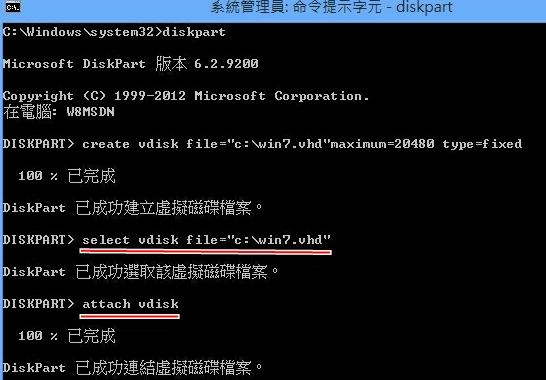 系統管理員: 命令提示字元 - diskpart
C:\Windows\system32>diskpart
Microsoft DiskPart 版本 6.2.9200
Copyright (C) 1999-2012 Microsoft Corporation.
在電腦: W8MSDN
DISKPART> create vdisk file="c:\win7.vhd"maximum=20480 type=fixed
100 % 已完成
DiskPart 已成功建立虛擬磁碟檔案。
DISKPART> select vdisk file="c:\win7.vhd"
DiskPart 已成功選取該虛擬磁碟檔案。
DISKPART> attach vdisk
100 % 已完成
DiskPart 已成功連結虛擬磁碟檔案。